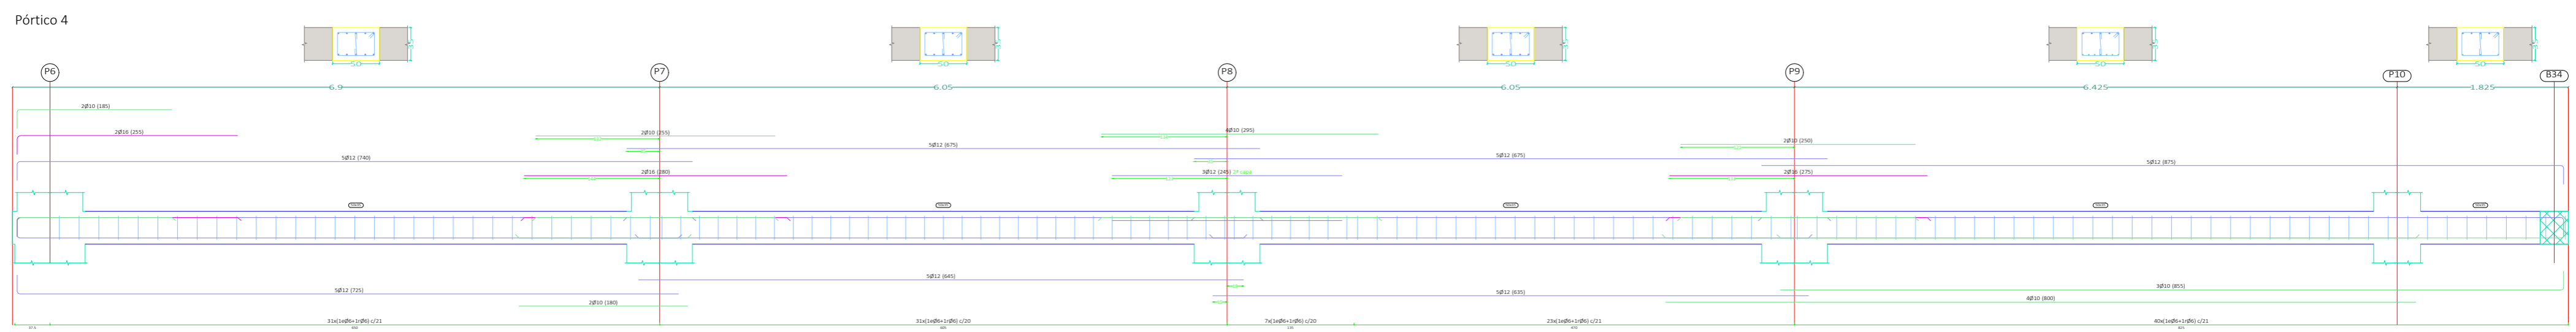 Pórtico 4
50
50
50
50
50
P6
P7
P8
P9
P10
B34
6.9
6.05
6.05
6.425
1.825
2Ø10 (185)
2Ø16 (255)
2Ø10 (255)
4Ø10 (295)
2Ø10 (250)
5Ø12 (675)
5Ø12 (675)
5Ø12 (740)
5Ø12 (875)
2Ø16 (280)
3Ø12 (245) 2ª capa
2Ø16 (275)
5Ø12 (645)
3Ø10 (855)
5Ø12 (725)
5Ø12 (635)
2Ø10 (180)
4Ø10 (800)
31x(1eØ6+1rØ6) c/21
31x(1eØ6+1rØ6) c/20
7x(1eØ6+1rØ6) c/20
23x(1eØ6+1rØ6) c/21
40x(1eØ6+1rØ6) c/21